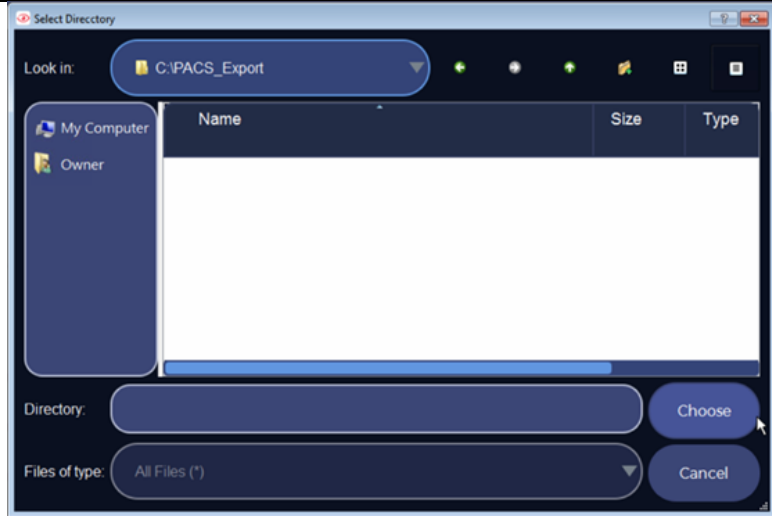 Select Direcctory
Look in: C:\PACS_Export
Name Size Type
My Computer
Owner
Directory: Choose
Files of type: All Files (*) Cancel